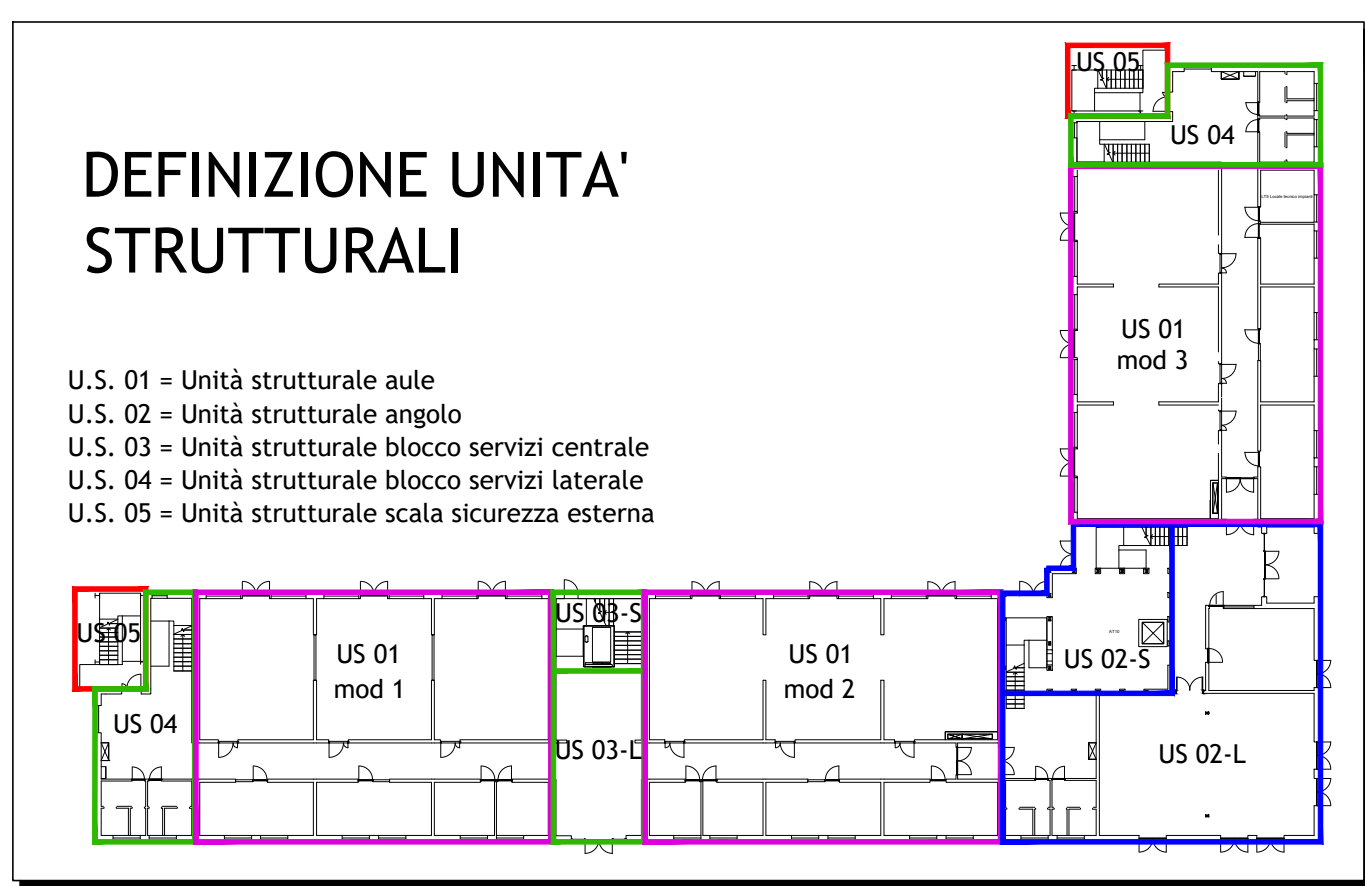 DEFINIZIONE UNITA'
STRUTTURALI
U.S. 01 = Unità strutturale aule
U.S. 02 = Unità strutturale angolo
U.S. 03 = Unità strutturale blocco servizi centrale
U.S. 04 = Unità strutturale blocco servizi laterale
U.S. 05 = Unità strutturale scala sicurezza esterna
US 05
US 04
US 01
mod 3
US 05
US 04
US 01
mod 1
US 03-S
US 03-L
US 01
mod 2
US 02-S
US 02-L